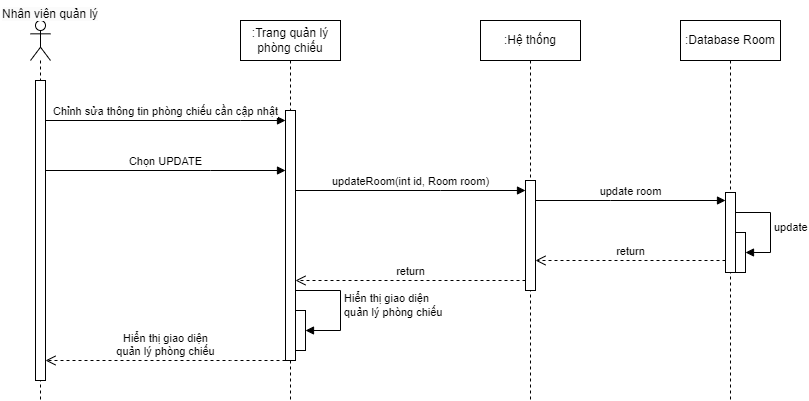 Nhân viên quản lý
:Trang quản lý
phòng chiếu
:Hệ thống
:Database Room
Chỉnh sửa thông tin phòng chiếu cần cập nhật
Chọn UPDATE
updateRoom(int id, Room room)
update room
update
return
return
Hiển thị giao diện
quản lý phòng chiếu
Hiển thị giao diện
quản lý phòng chiếu